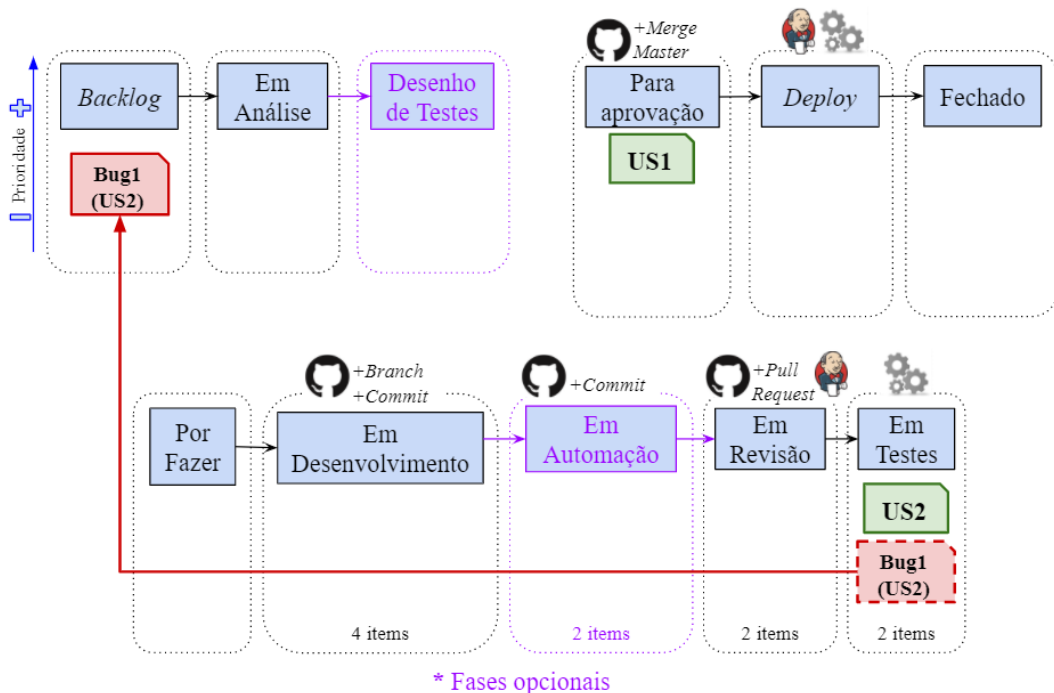 +Merge
Master
Prioridade
Backlog
Em
Análise
Desenho
de Testes
Para
aprovação
Deploy
Fechado
Bug1
(US2)
US1
+Branch
+Commit
+Commit
+Pull
Request
Por
Fazer
Em
Desenvolvimento
Em
Automação
Em
Revisão
Em
Testes
US2
Bug1
(US2)
4 items
2 items
2 items
2 items
* Fases opcionais